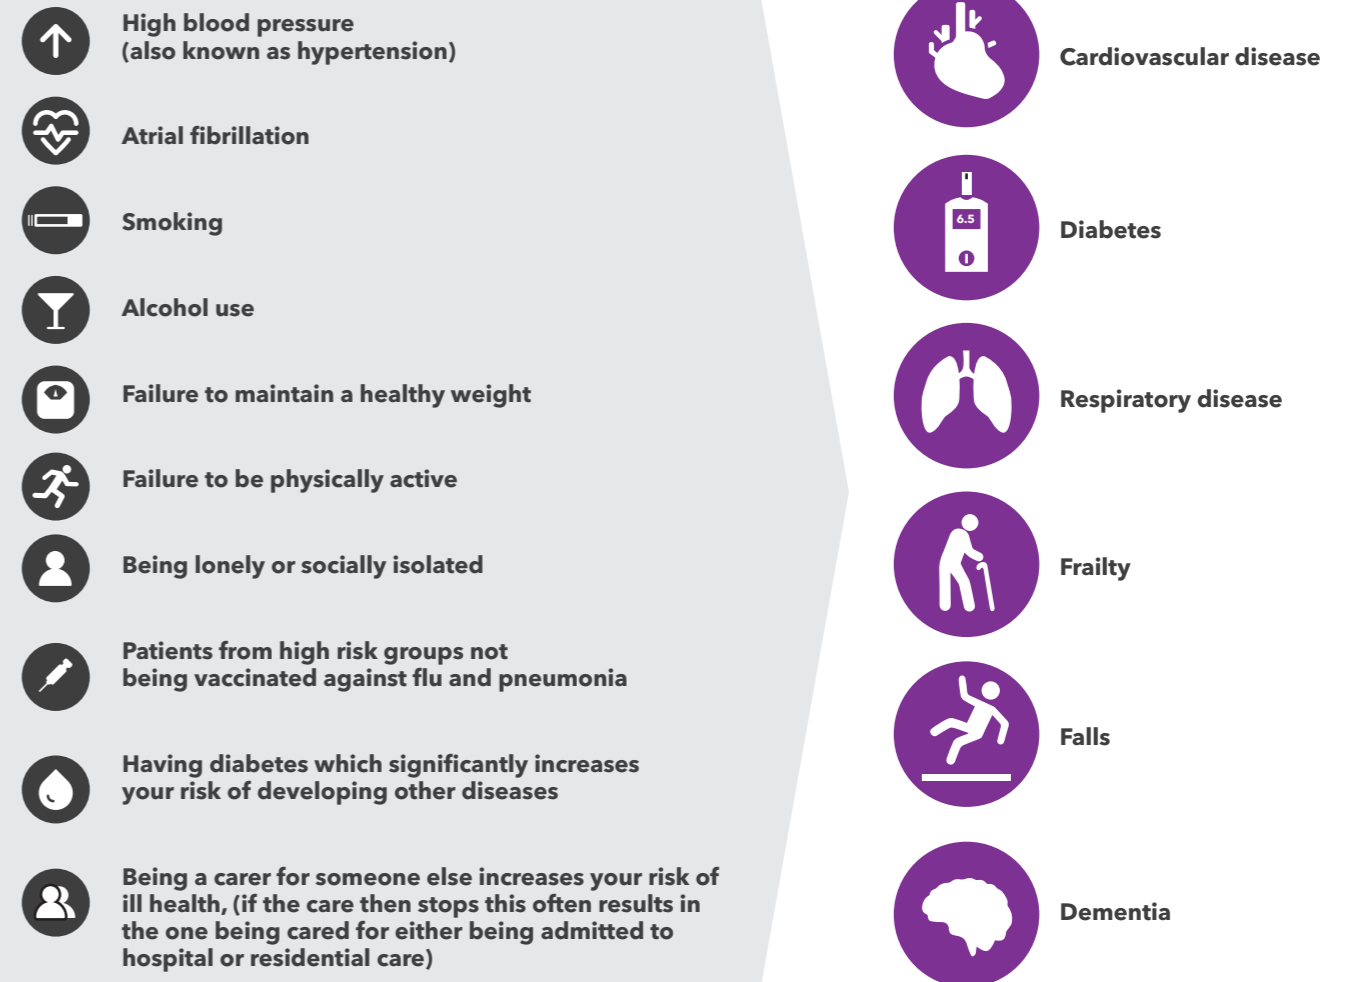 High blood pressure
(also known as hypertension)
Atrial fibrillation
Smoking
Alcohol use
Failure to maintain a healthy weight
Failure to be physically active
Being lonely or socially isolated
Patients from high risk groups not
being vaccinated against flu and pneumonia
Having diabetes which significantly increases
your risk of developing other diseases
Being a carer for someone else increases your risk of
ill health, (if the care then stops this often results in
the one being cared for either being admitted to
hospital or residential care)
Cardiovascular disease
6.5
Diabetes
Respiratory disease
Frailty
Falls
Dementia